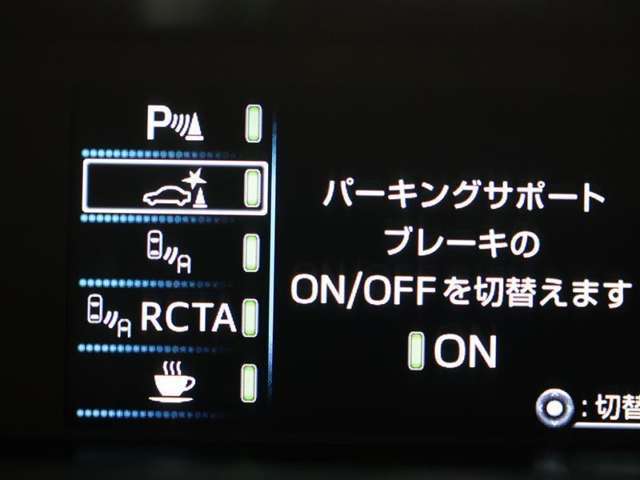 P
RCTA
パーキングサポート
ブレーキの
ON/OFFを切替えます
ON
:切替